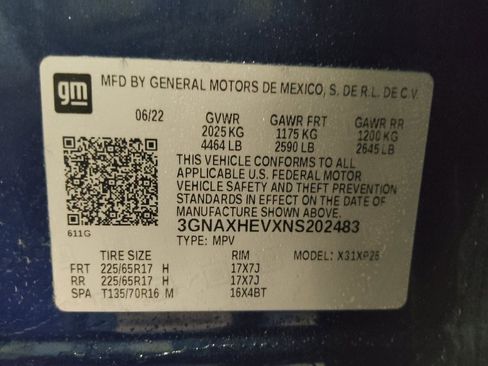 gm
MFD BY GENERAL MOTORS DE MEXICO, S. DE R.L. DE C.V.
06/22 GVWR GAWR FRT GAWR RR
2025 KG 1175 KG 1200 KG
4464 LB 2590 LB 2645 LB
THIS VEHICLE CONFORMS TO ALL
APPLICABLE U.S. FEDERAL MOTOR
VEHICLE SAFETY AND THEFT PREVENTION
STANDARDS IN EFFECT ON THE DATE OF
MANUFACTURE SHOWN ABOVE.
3GNAXHEVXNS202483
611G
TYPE: MPV
TIRE SIZE RIM MODEL: X31XP26
FRT 225/65R17 H 17X7J
RR 225/65R17 H 17X7J
SPA T135/70R16 M 16X4BT